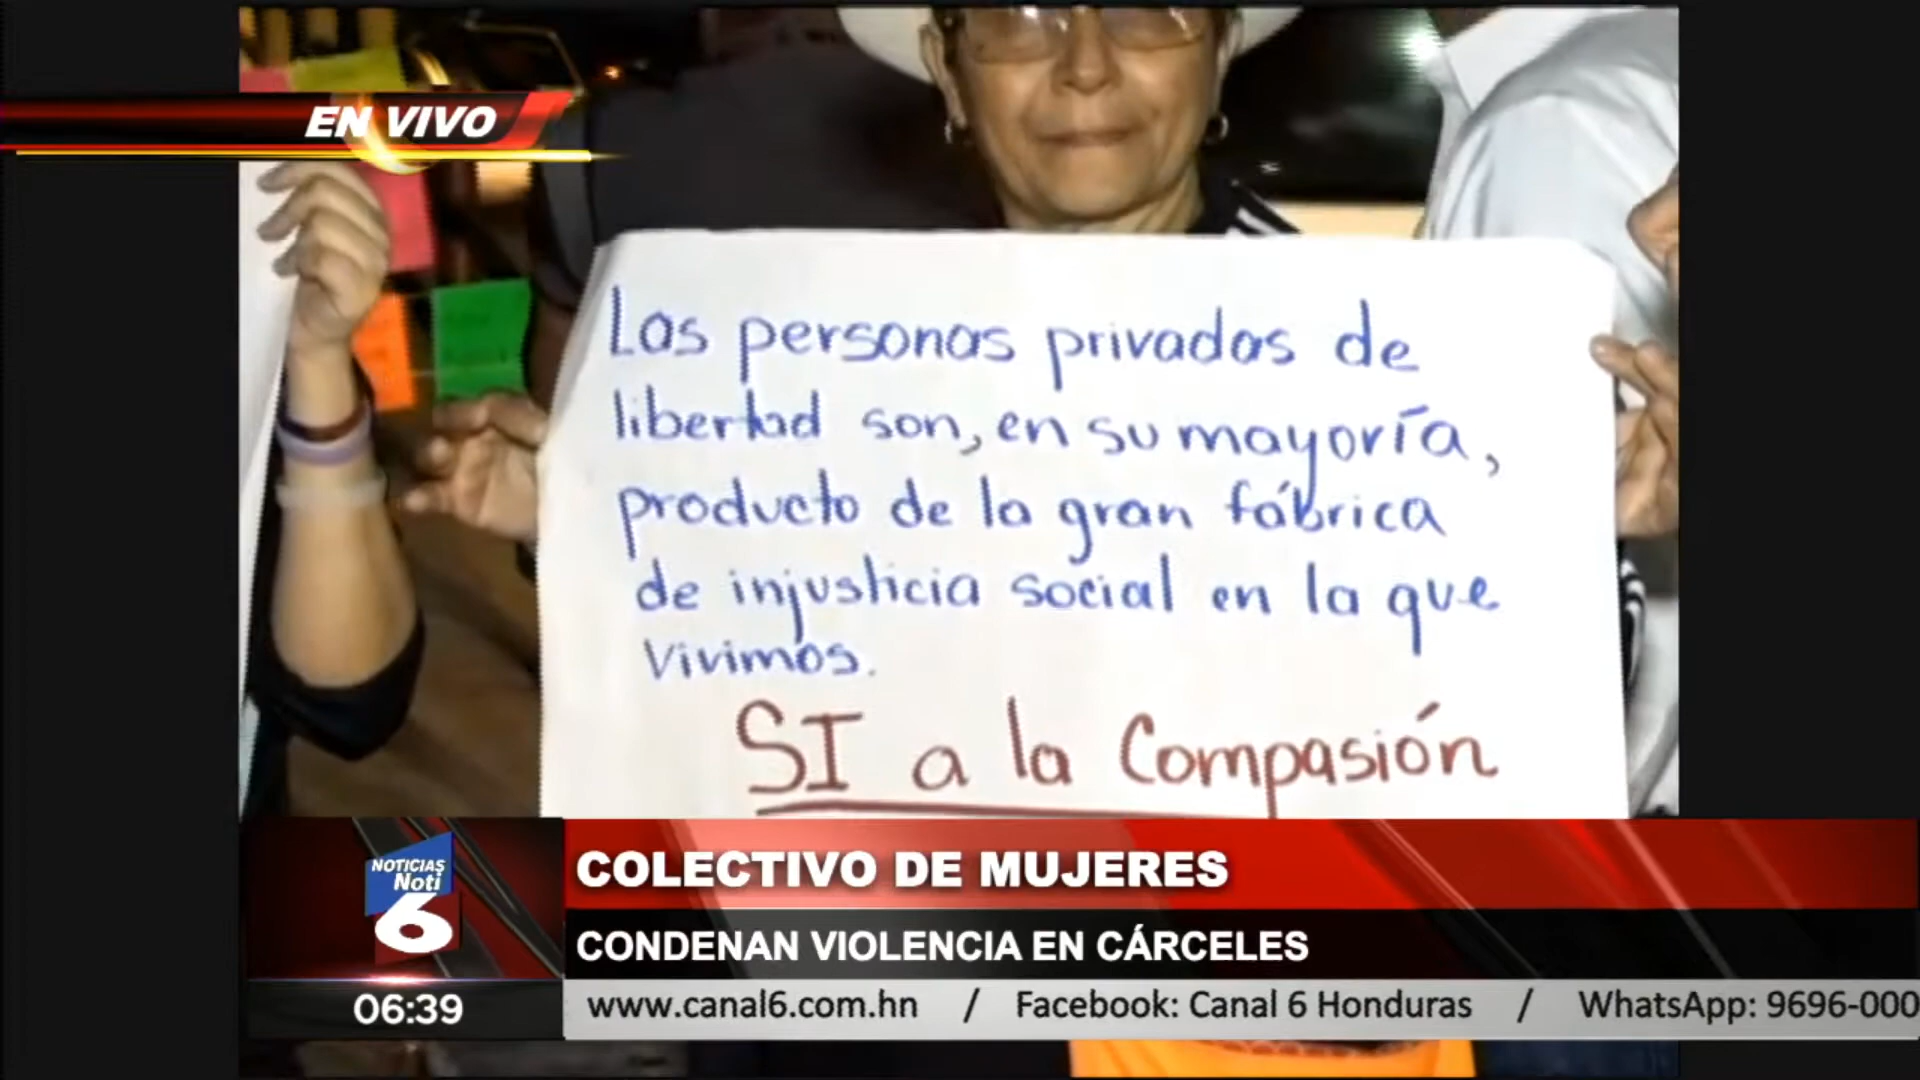 EN VIVO
Las personas privadas de
libertad son, en su mayoría,
producto de la gran fábrica
de injusticia social en la que
vivimos.
SI a la Compasión
NOTICIAS
Noti
6
COLECTIVO DE MUJERES
CONDENAN VIOLENCIA EN CÁRCELES
06:39
www.canal6.com.hn / Facebook: Canal 6 Honduras / WhatsApp: 9696-000